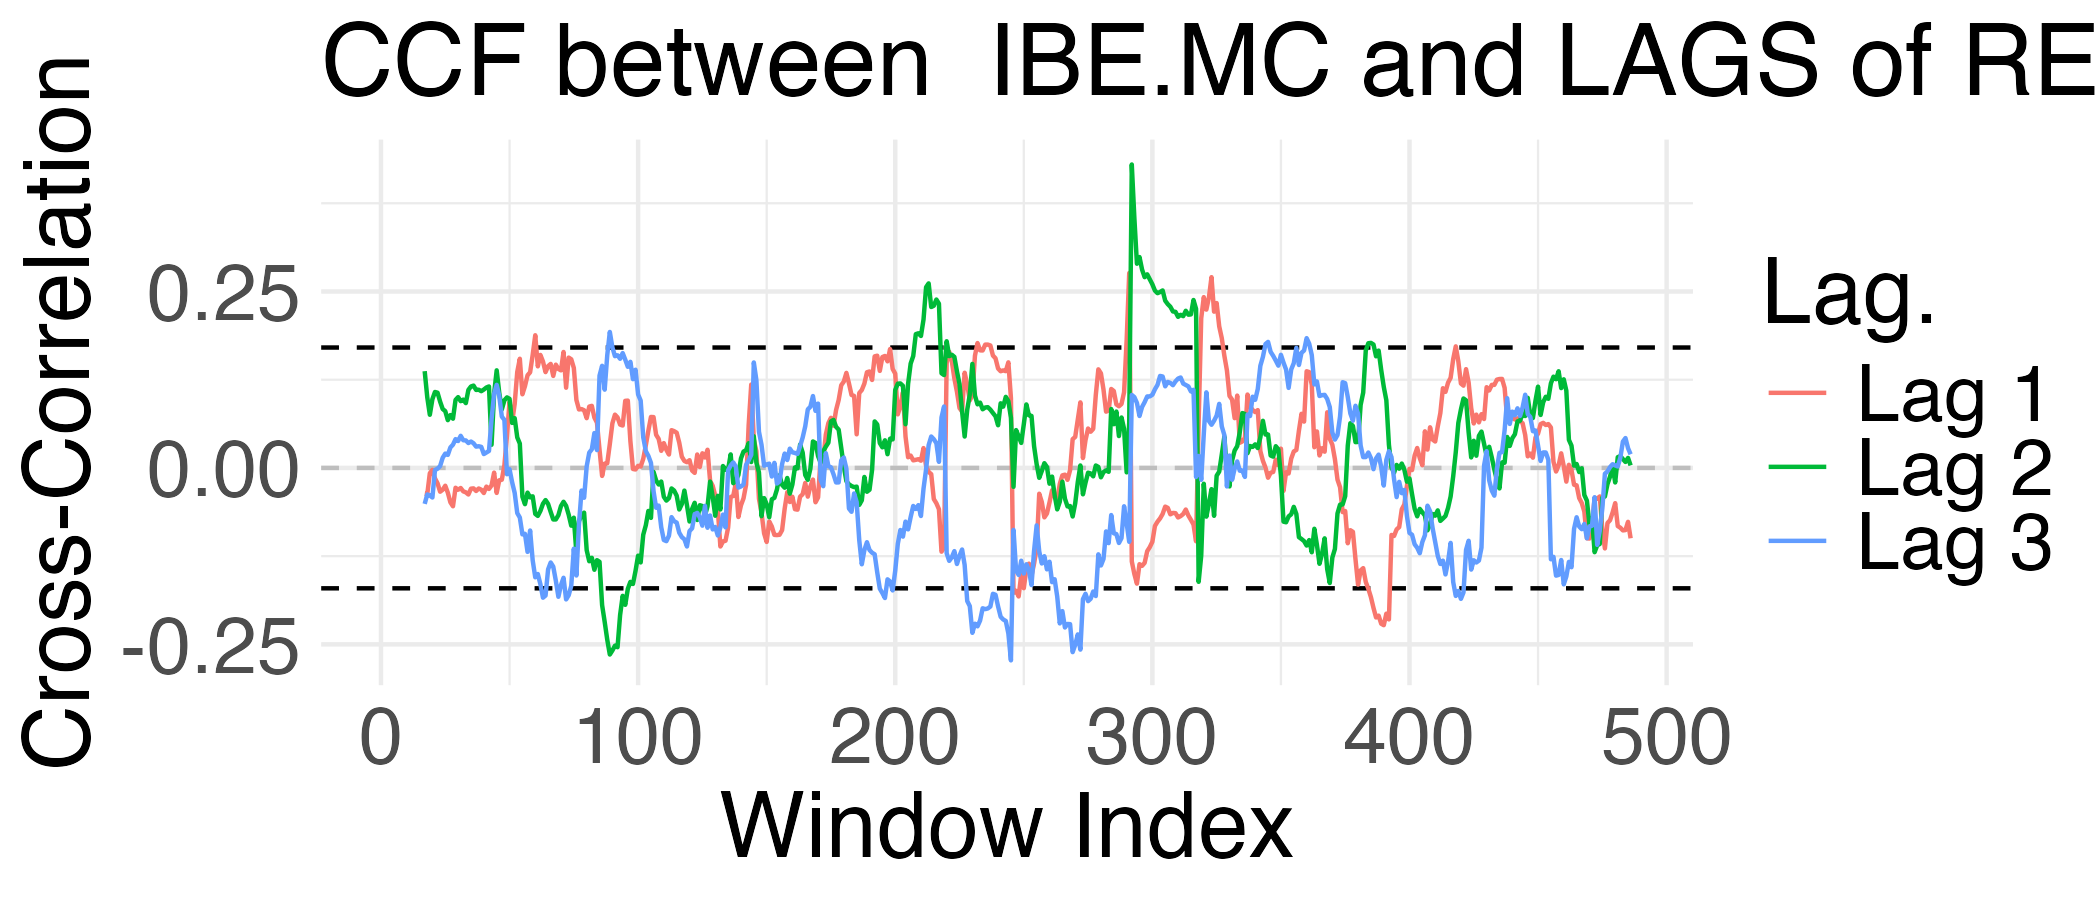 CCF between  IBE.MC and LAGS of RE
Cross-Correlation
0.25
0.00
-0.25
0 100 200 300 400 500
Window Index
Lag.
Lag 1
Lag 2
Lag 3